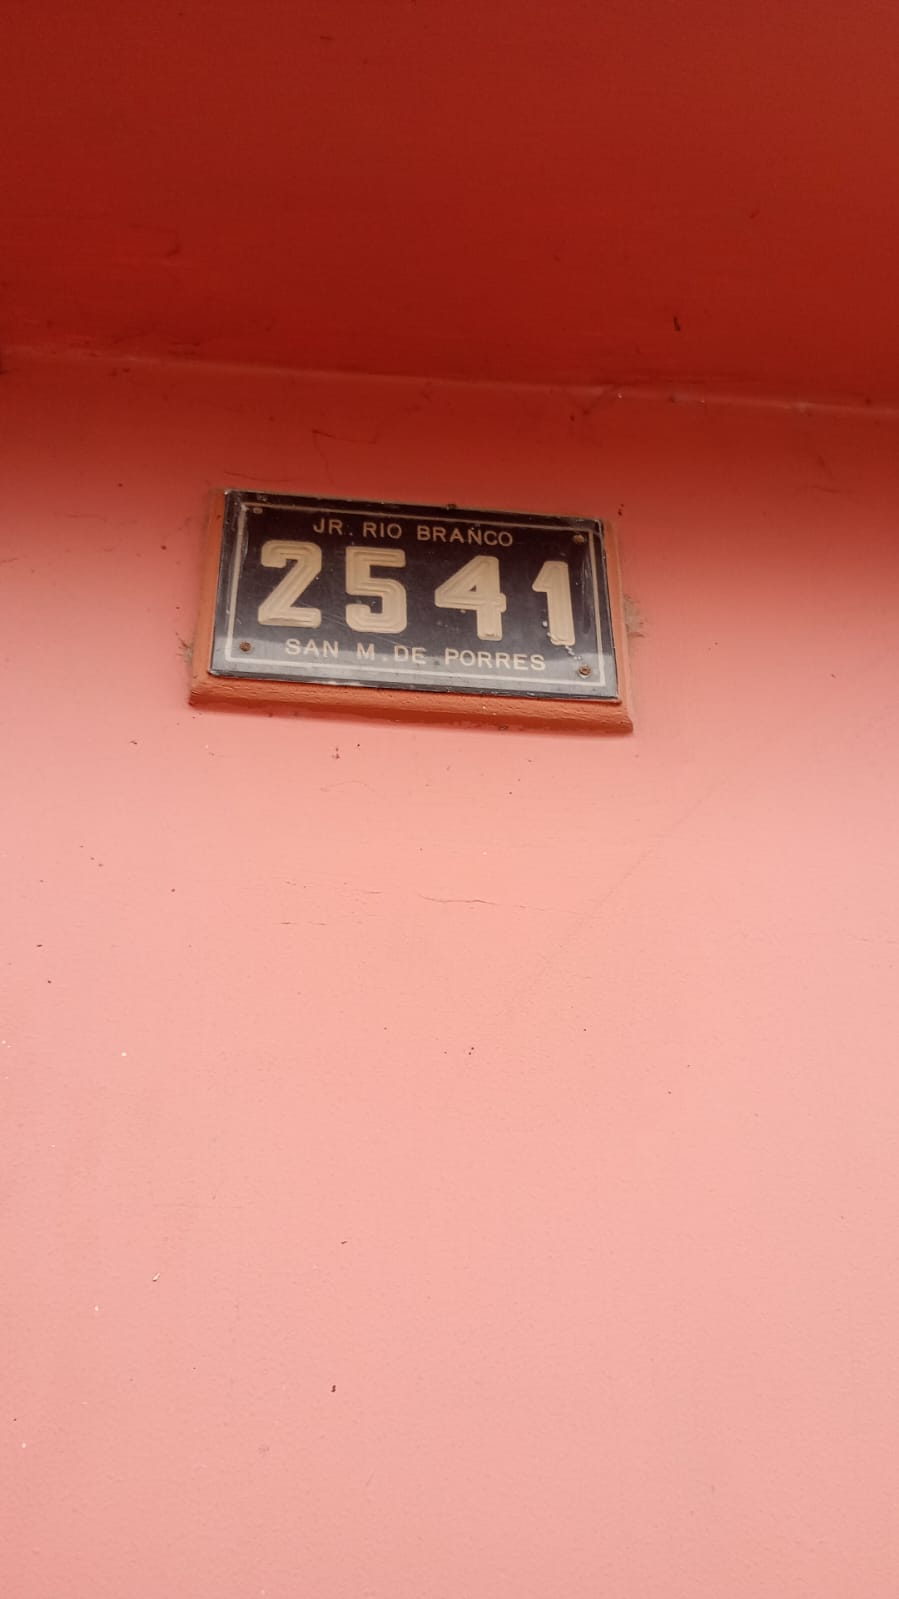 JR. RIO BRANCO
2541
SAN M. DE PORRES